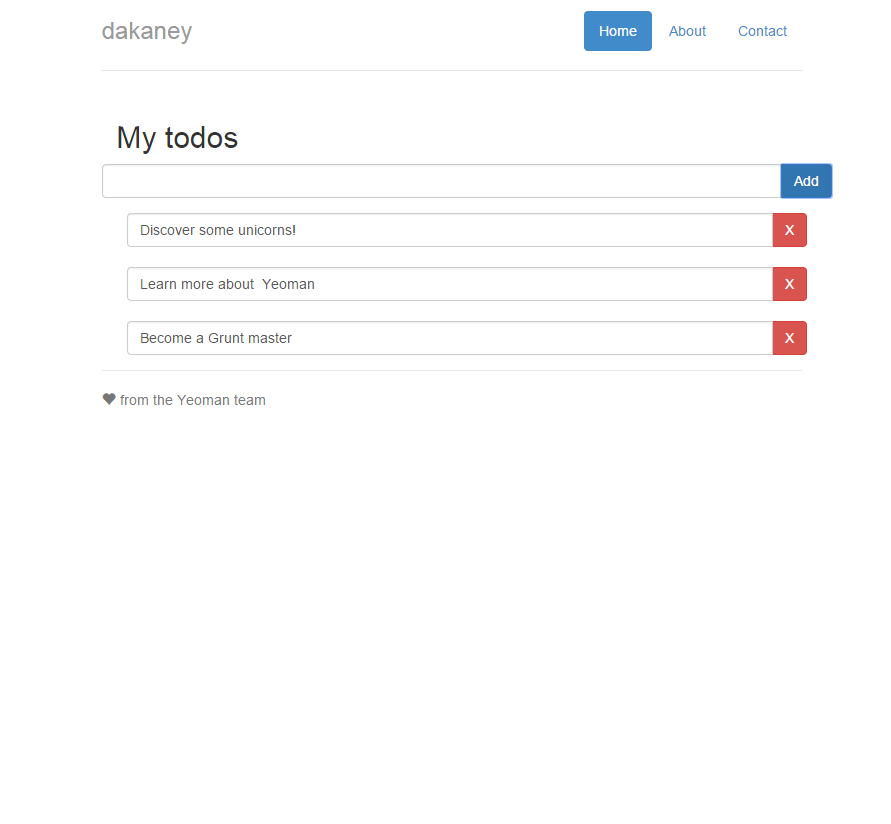 dakaney
Home About Contact
My todos
Add
Discover some unicorns! X
Learn more about  Yeoman X
Become a Grunt master X
from the Yeoman team